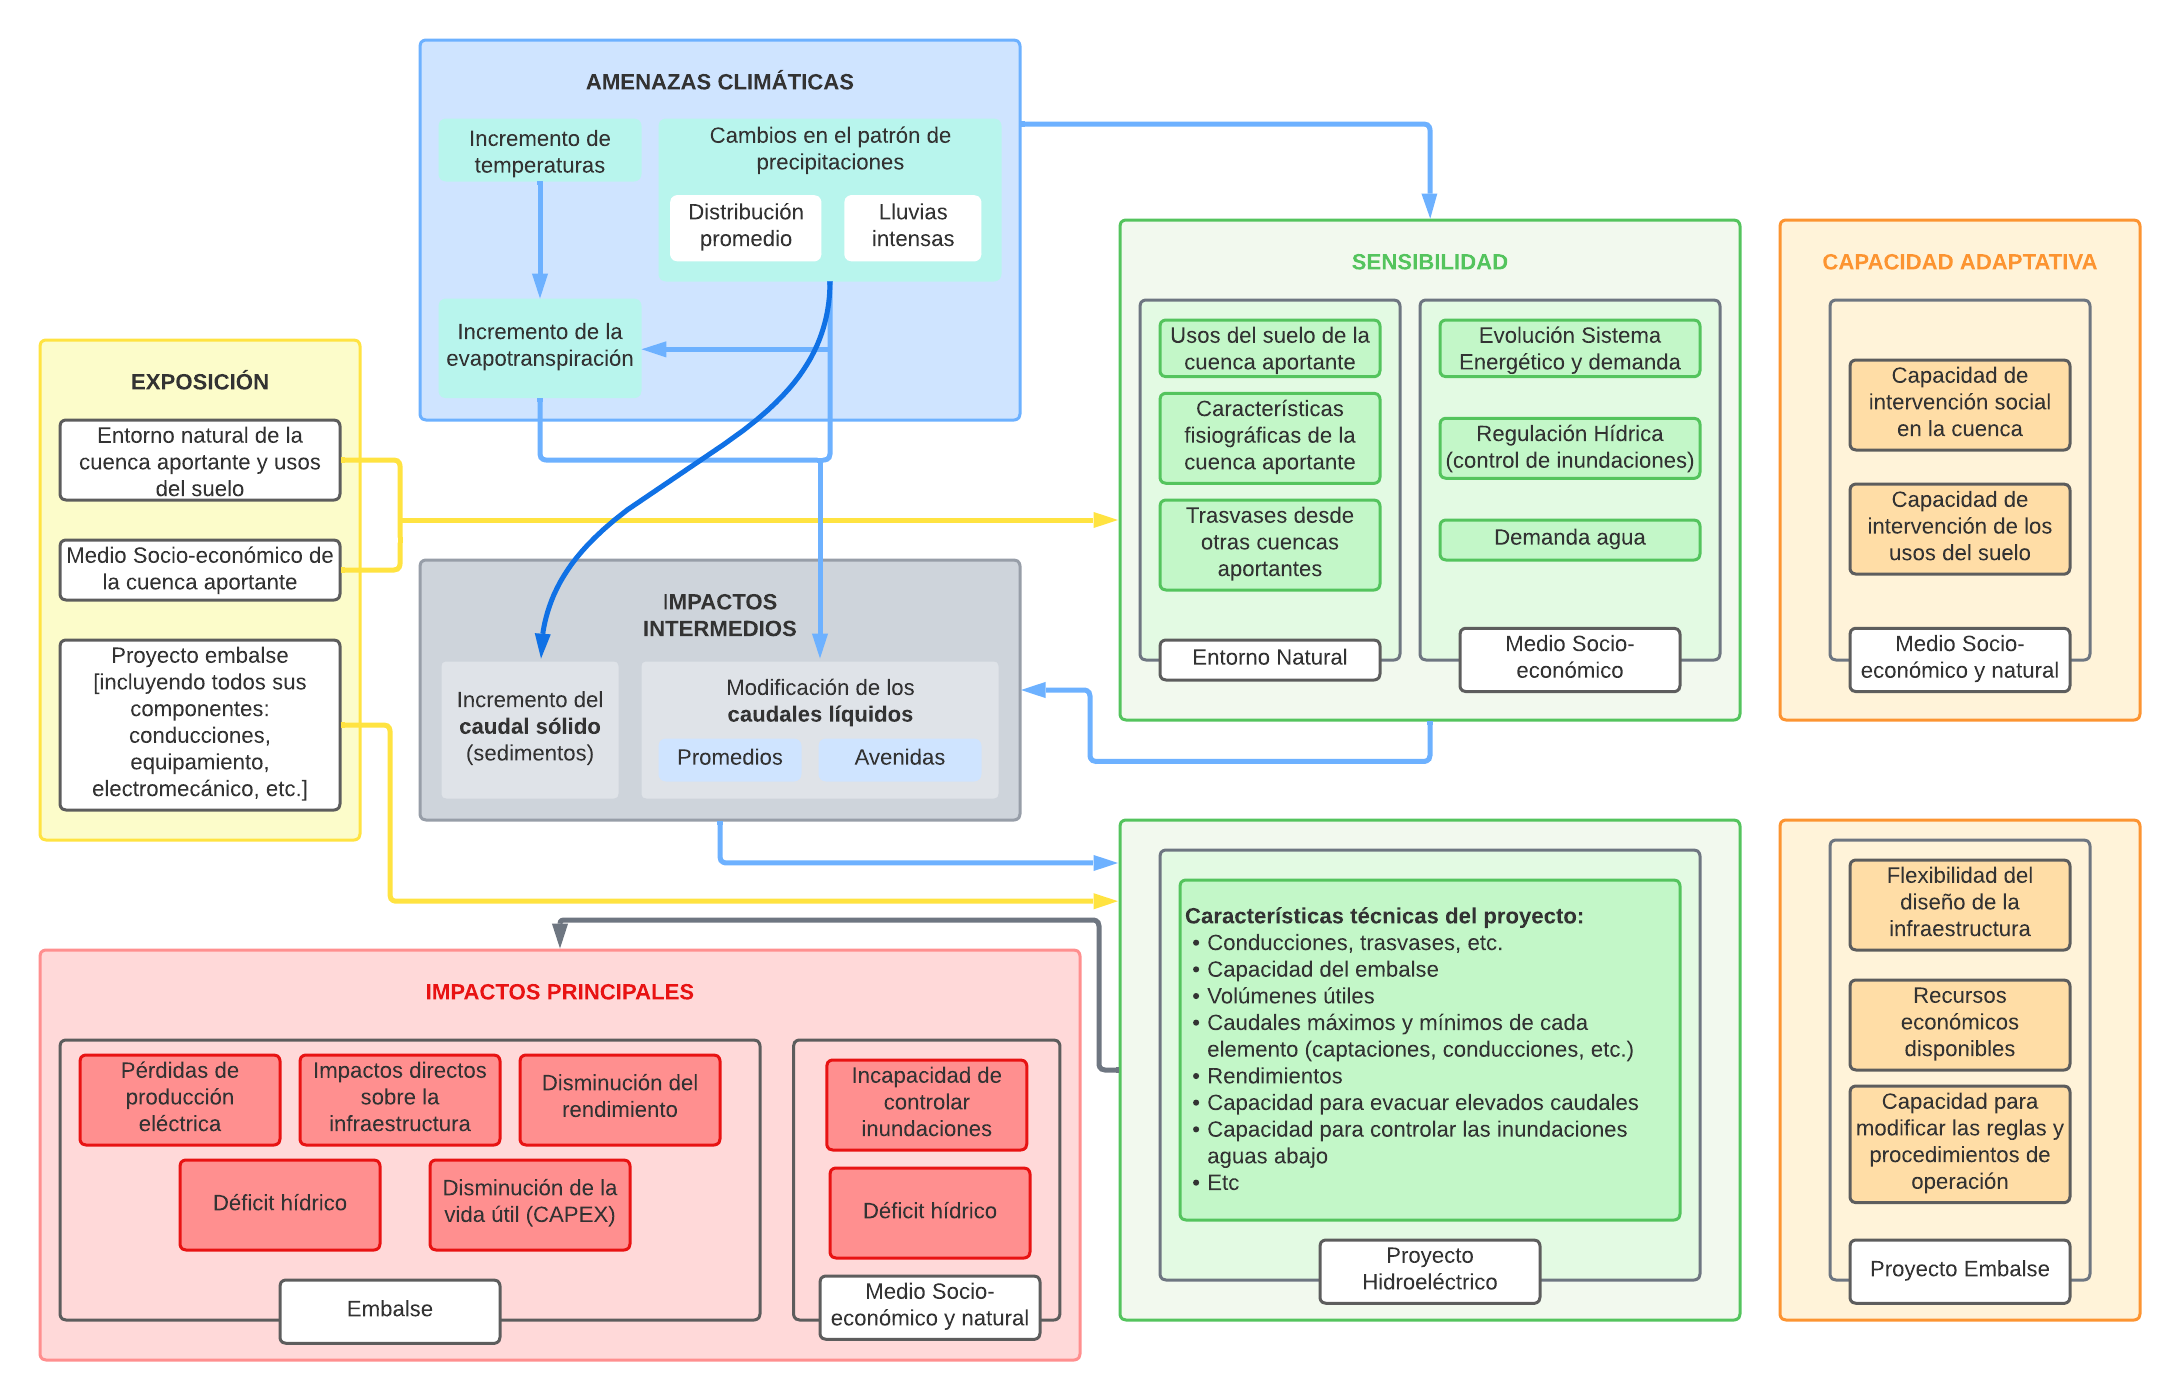 AMENAZAS CLIMÁTICAS
Incremento de
temperaturas
Cambios en el patrón de
precipitaciones
Distribución
promedio
Lluvias
intensas
Incremento de la
evapotranspiración
EXPOSICIÓN
Entorno natural de la
cuenca aportante y usos
del suelo
Medio Socio-económico de
la cuenca aportante
Proyecto embalse
[incluyendo todos sus
componentes:
conducciones,
equipamiento,
electromecánico, etc.]
SENSIBILIDAD
Usos del suelo de la
cuenca aportante
Características
fisiográficas de la
cuenca aportante
Trasvases desde
otras cuencas
aportantes
Entorno Natural
Evolución Sistema
Energético y demanda
Regulación Hídrica
(control de inundaciones)
Demanda agua
Medio Socio-
económico
CAPACIDAD ADAPTATIVA
Capacidad de
intervención social
en la cuenca
Capacidad de
intervención de los
usos del suelo
Medio Socio-
económico y natural
IMPACTOS
INTERMEDIOS
Incremento del
caudal sólido
(sedimentos)
Modificación de los
caudales líquidos
Promedios
Avenidas
Características técnicas del proyecto:
• Conducciones, trasvases, etc.
• Capacidad del embalse
• Volúmenes útiles
• Caudales máximos y mínimos de cada
elemento (captaciones, conducciones, etc.)
• Rendimientos
• Capacidad para evacuar elevados caudales
• Capacidad para controlar las inundaciones
aguas abajo
• Etc
Proyecto
Hidroeléctrico
Flexibilidad del
diseño de la
infraestructura
Recursos
económicos
disponibles
Capacidad para
modificar las reglas y
procedimientos de
operación
Proyecto Embalse
IMPACTOS PRINCIPALES
Pérdidas de
producción
eléctrica
Impactos directos
sobre la
infraestructura
Disminución del
rendimiento
Déficit hídrico
Disminución de la
vida útil (CAPEX)
Embalse
Incapacidad de
controlar
inundaciones
Déficit hídrico
Medio Socio-
económico y natural